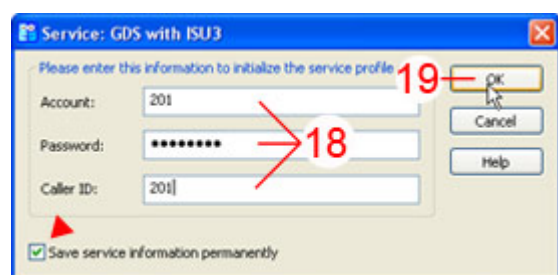 Service: GDS with ISU3
Please enter this information to initialize the service profile
19
OK
Account:
201
Cancel
Password:
••••••••
18
Help
Caller ID:
201
Save service information permanently